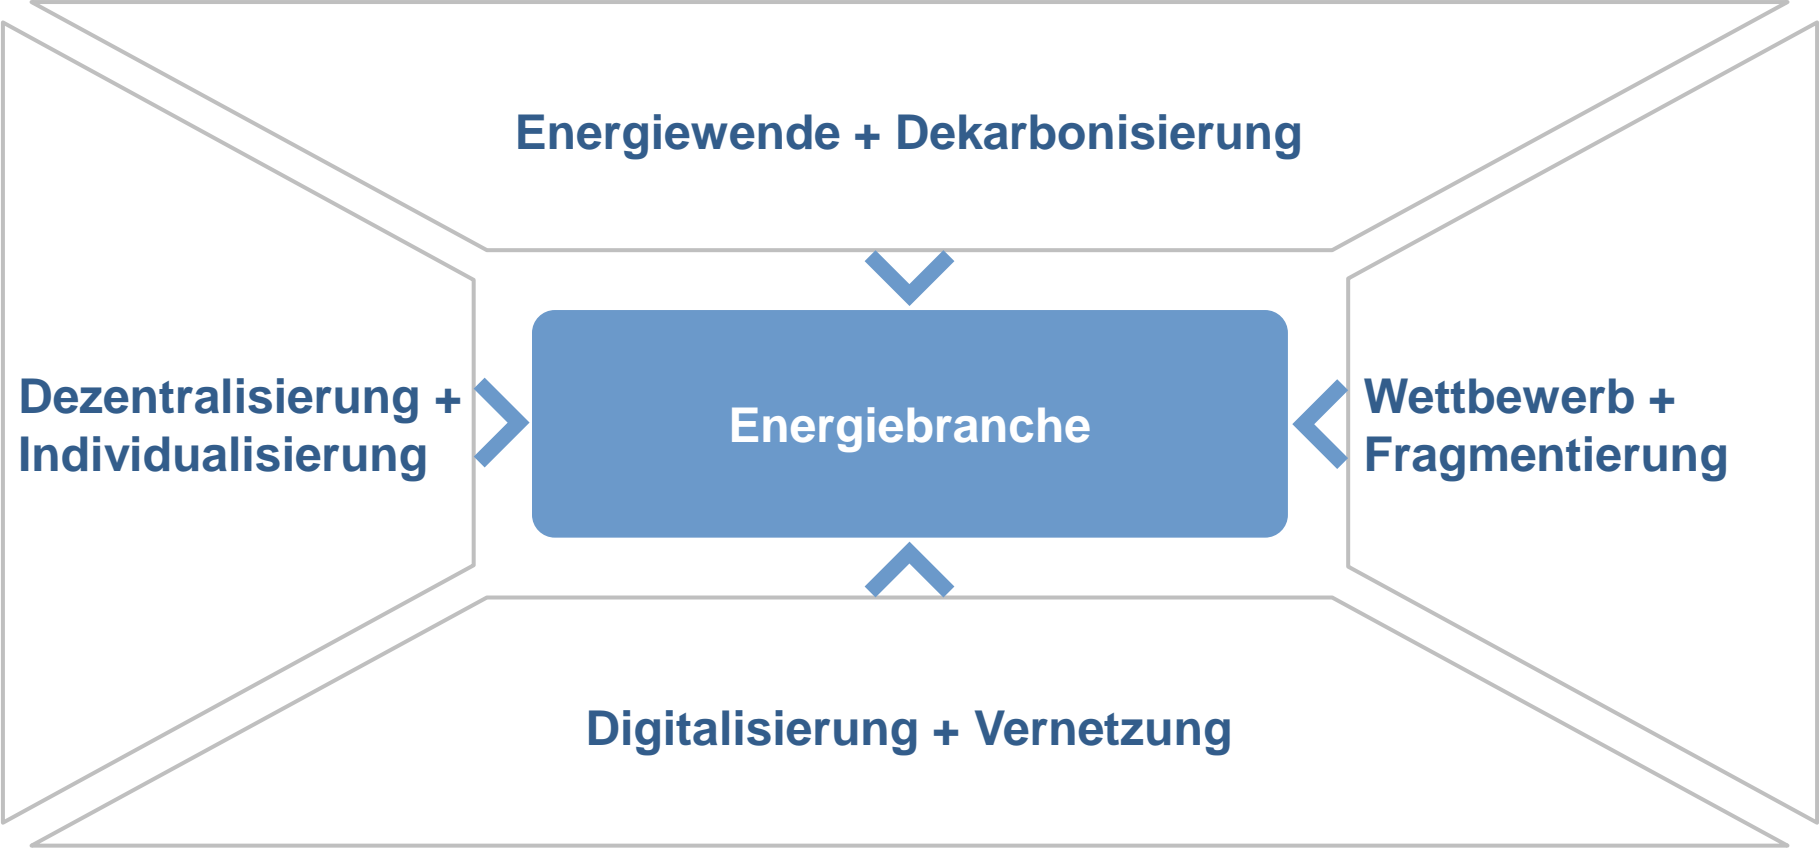 Energiewende + Dekarbonisierung
Dezentralisierung +
Individualisierung
Energiebranche
Wettbewerb +
Fragmentierung
Digitalisierung + Vernetzung